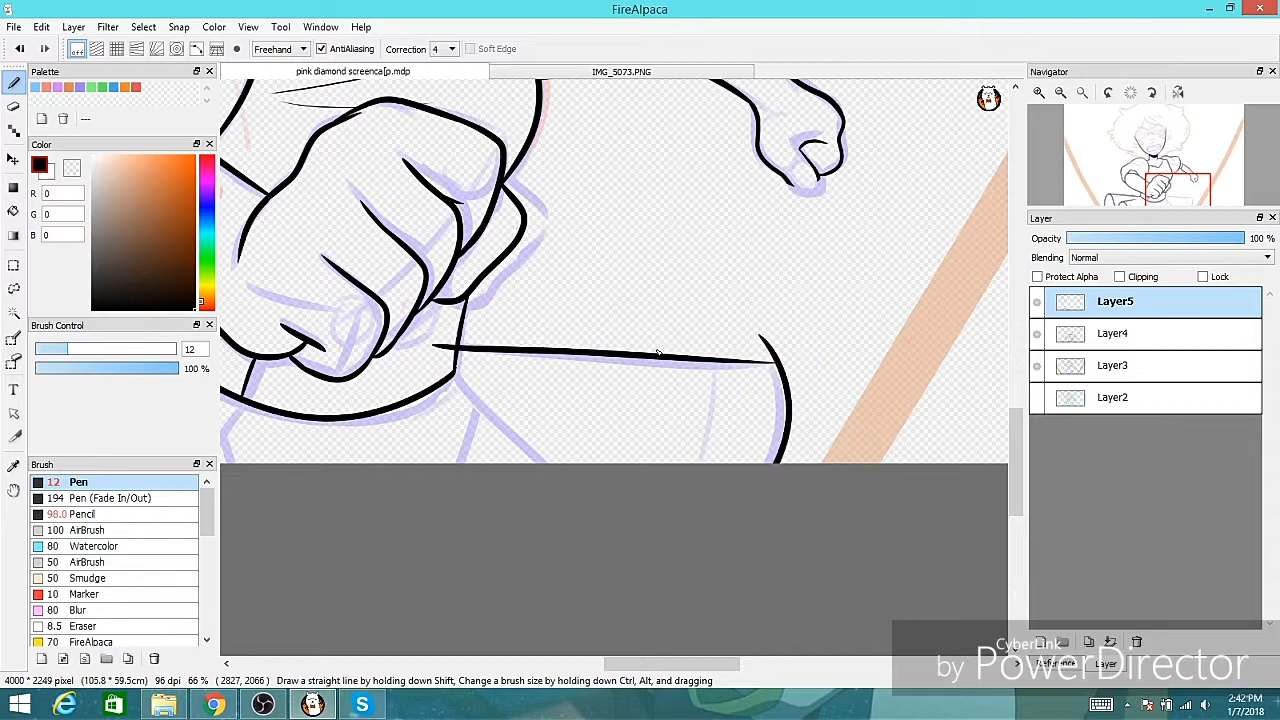 FireAlpaca
File Edit Layer Filter Select Snap Color View Tool Window Help
off Freehand AntiAliasing Correction 4 Soft Edge
Palette
pink diamond screenca[p.mdp IMG_5073.PNG
Navigator
---
Color
R 0
G 0
B 0
Layer
Opacity 100 %
Blending Normal
Protect Alpha Clipping Lock
Layer5
Layer4
Layer3
Layer2
Brush Control
12
100 %
Brush
12 Pen
194 Pen (Fade In/Out)
98.0 Pencil
100 AirBrush
80 Watercolor
50 AirBrush
50 Smudge
10 Marker
80 Blur
8.5 Eraser
70 FireAlpaca
Reference Layer
CyberLink
by PowerDirector
4000 * 2249 pixel (105.8 * 59.5cm) 96 dpi 66 % ( 2827, 2066 ) Draw a straight line by holding down Shift, Change a brush size by holding down Ctrl, Alt, and dragging
2:42 PM
1/7/2018